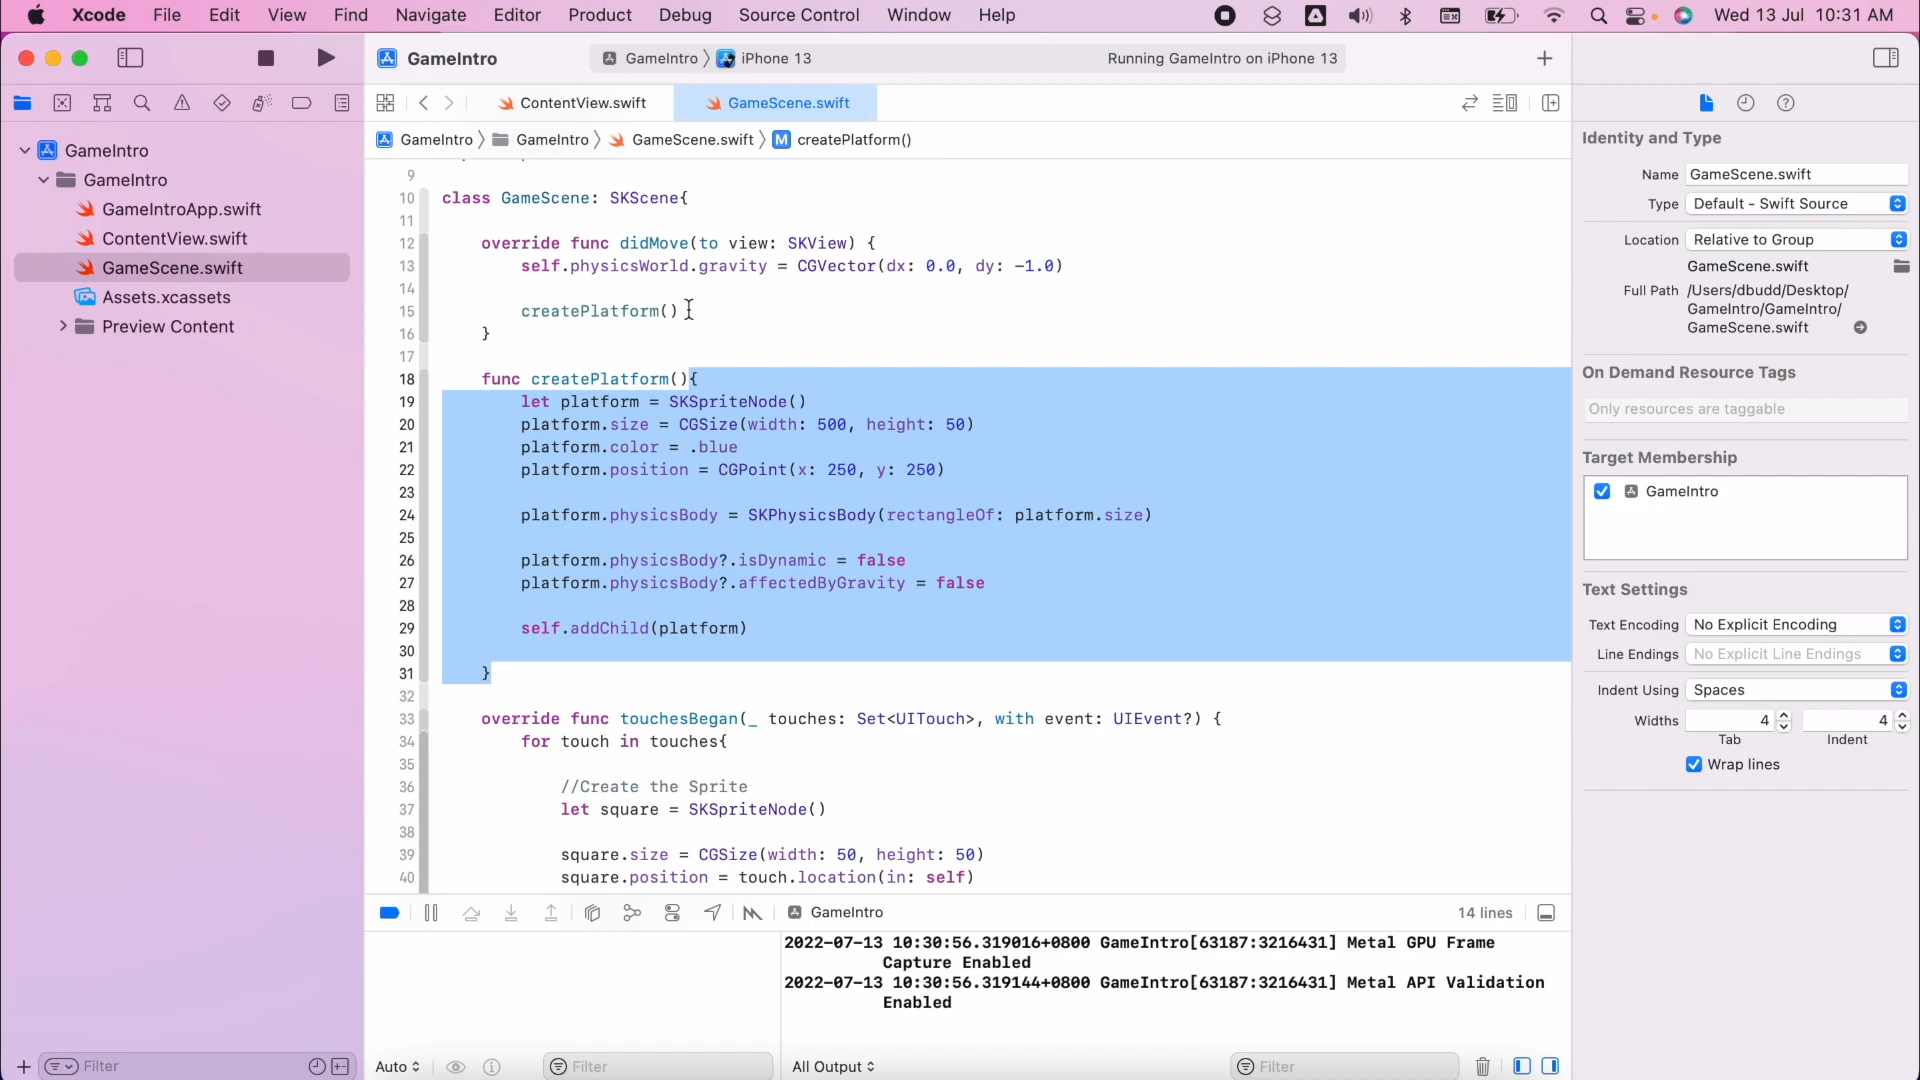 Xcode File Edit View Find Navigate Editor Product Debug Source Control Window Help Wed 13 Jul 10:31 AM
GameIntro GameIntro iPhone 13 Running GameIntro on iPhone 13
ContentView.swift GameScene.swift
GameIntro GameIntro GameScene.swift M createPlatform()
GameIntro
GameIntro
GameIntroApp.swift
ContentView.swift
GameScene.swift
Assets.xcassets
Preview Content
9
10 class GameScene: SKScene{
11
12 override func didMove(to view: SKView) {
13 self.physicsWorld.gravity = CGVector(dx: 0.0, dy: -1.0)
14
15 createPlatform()
16 }
17
18 func createPlatform(){
19 let platform = SKSpriteNode()
20 platform.size = CGSize(width: 500, height: 50)
21 platform.color = .blue
22 platform.position = CGPoint(x: 250, y: 250)
23
24 platform.physicsBody = SKPhysicsBody(rectangleOf: platform.size)
25
26 platform.physicsBody?.isDynamic = false
27 platform.physicsBody?.affectedByGravity = false
28
29 self.addChild(platform)
30
31 }
32
33 override func touchesBegan(_ touches: Set<UITouch>, with event: UIEvent?) {
34 for touch in touches{
35
36 //Create the Sprite
37 let square = SKSpriteNode()
38
39 square.size = CGSize(width: 50, height: 50)
40 square.position = touch.location(in: self)
GameIntro 14 lines
2022-07-13 10:30:56.319016+0800 GameIntro[63187:3216431] Metal GPU Frame
Capture Enabled
2022-07-13 10:30:56.319144+0800 GameIntro[63187:3216431] Metal API Validation
Enabled
Filter Auto Filter All Output Filter
Identity and Type
Name GameScene.swift
Type Default - Swift Source
Location Relative to Group
GameScene.swift
Full Path /Users/dbudd/Desktop/
GameIntro/GameIntro/
GameScene.swift
On Demand Resource Tags
Only resources are taggable
Target Membership
GameIntro
Text Settings
Text Encoding No Explicit Encoding
Line Endings No Explicit Line Endings
Indent Using Spaces
Widths 4 4
Tab Indent
Wrap lines